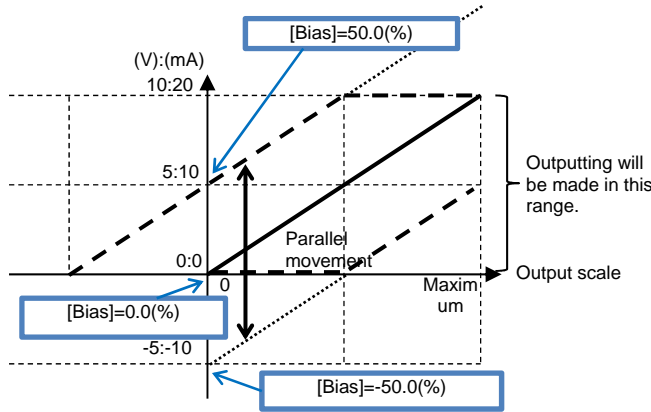 [Bias]=50.0(%)
(V):(mA)
10:20
5:10
Outputting will
be made in this
range.
Parallel
movement
0:0
0
Maxim
um
Output scale
[Bias]=0.0(%)
-5:-10
[Bias]=-50.0(%)